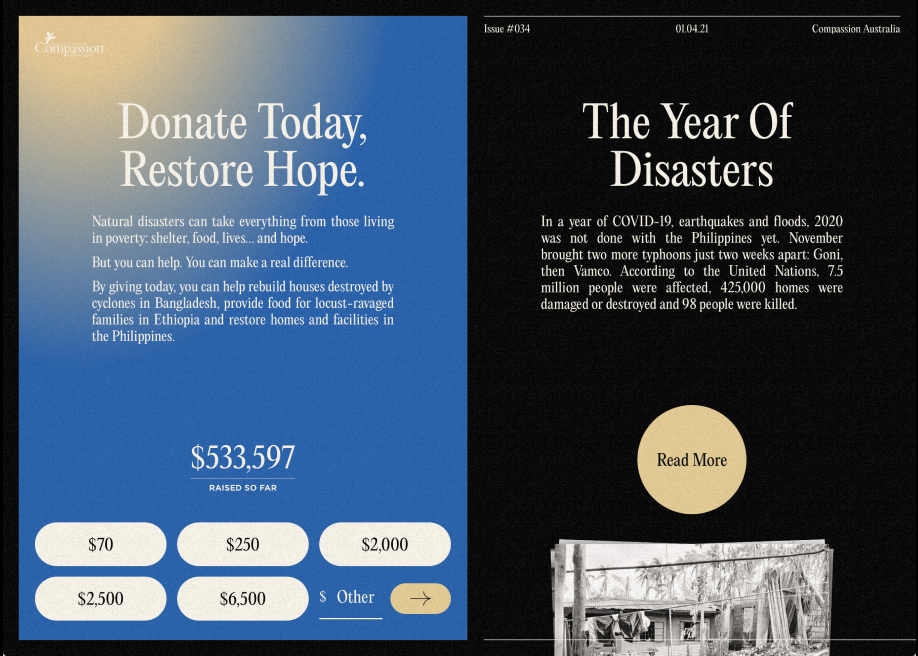 Compassion
Donate Today,
Restore Hope.
Natural disasters can take everything from those living
in poverty: shelter, food, lives... and hope.
But you can help. You can make a real difference.
By giving today, you can help rebuild houses destroyed by
cyclones in Bangladesh, provide food for locust-ravaged
families in Ethiopia and restore homes and facilities in
the Philippines.
$533,597
RAISED SO FAR
$70
$250
$2,000
$2,500
$6,500
$ Other
Issue #034
01.04.21
Compassion Australia
The Year Of
Disasters
In a year of COVID-19, earthquakes and floods, 2020
was not done with the Philippines yet. November
brought two more typhoons just two weeks apart: Goni,
then Vamco. According to the United Nations, 7.5
million people were affected, 425,000 homes were
damaged or destroyed and 98 people were killed.
Read More